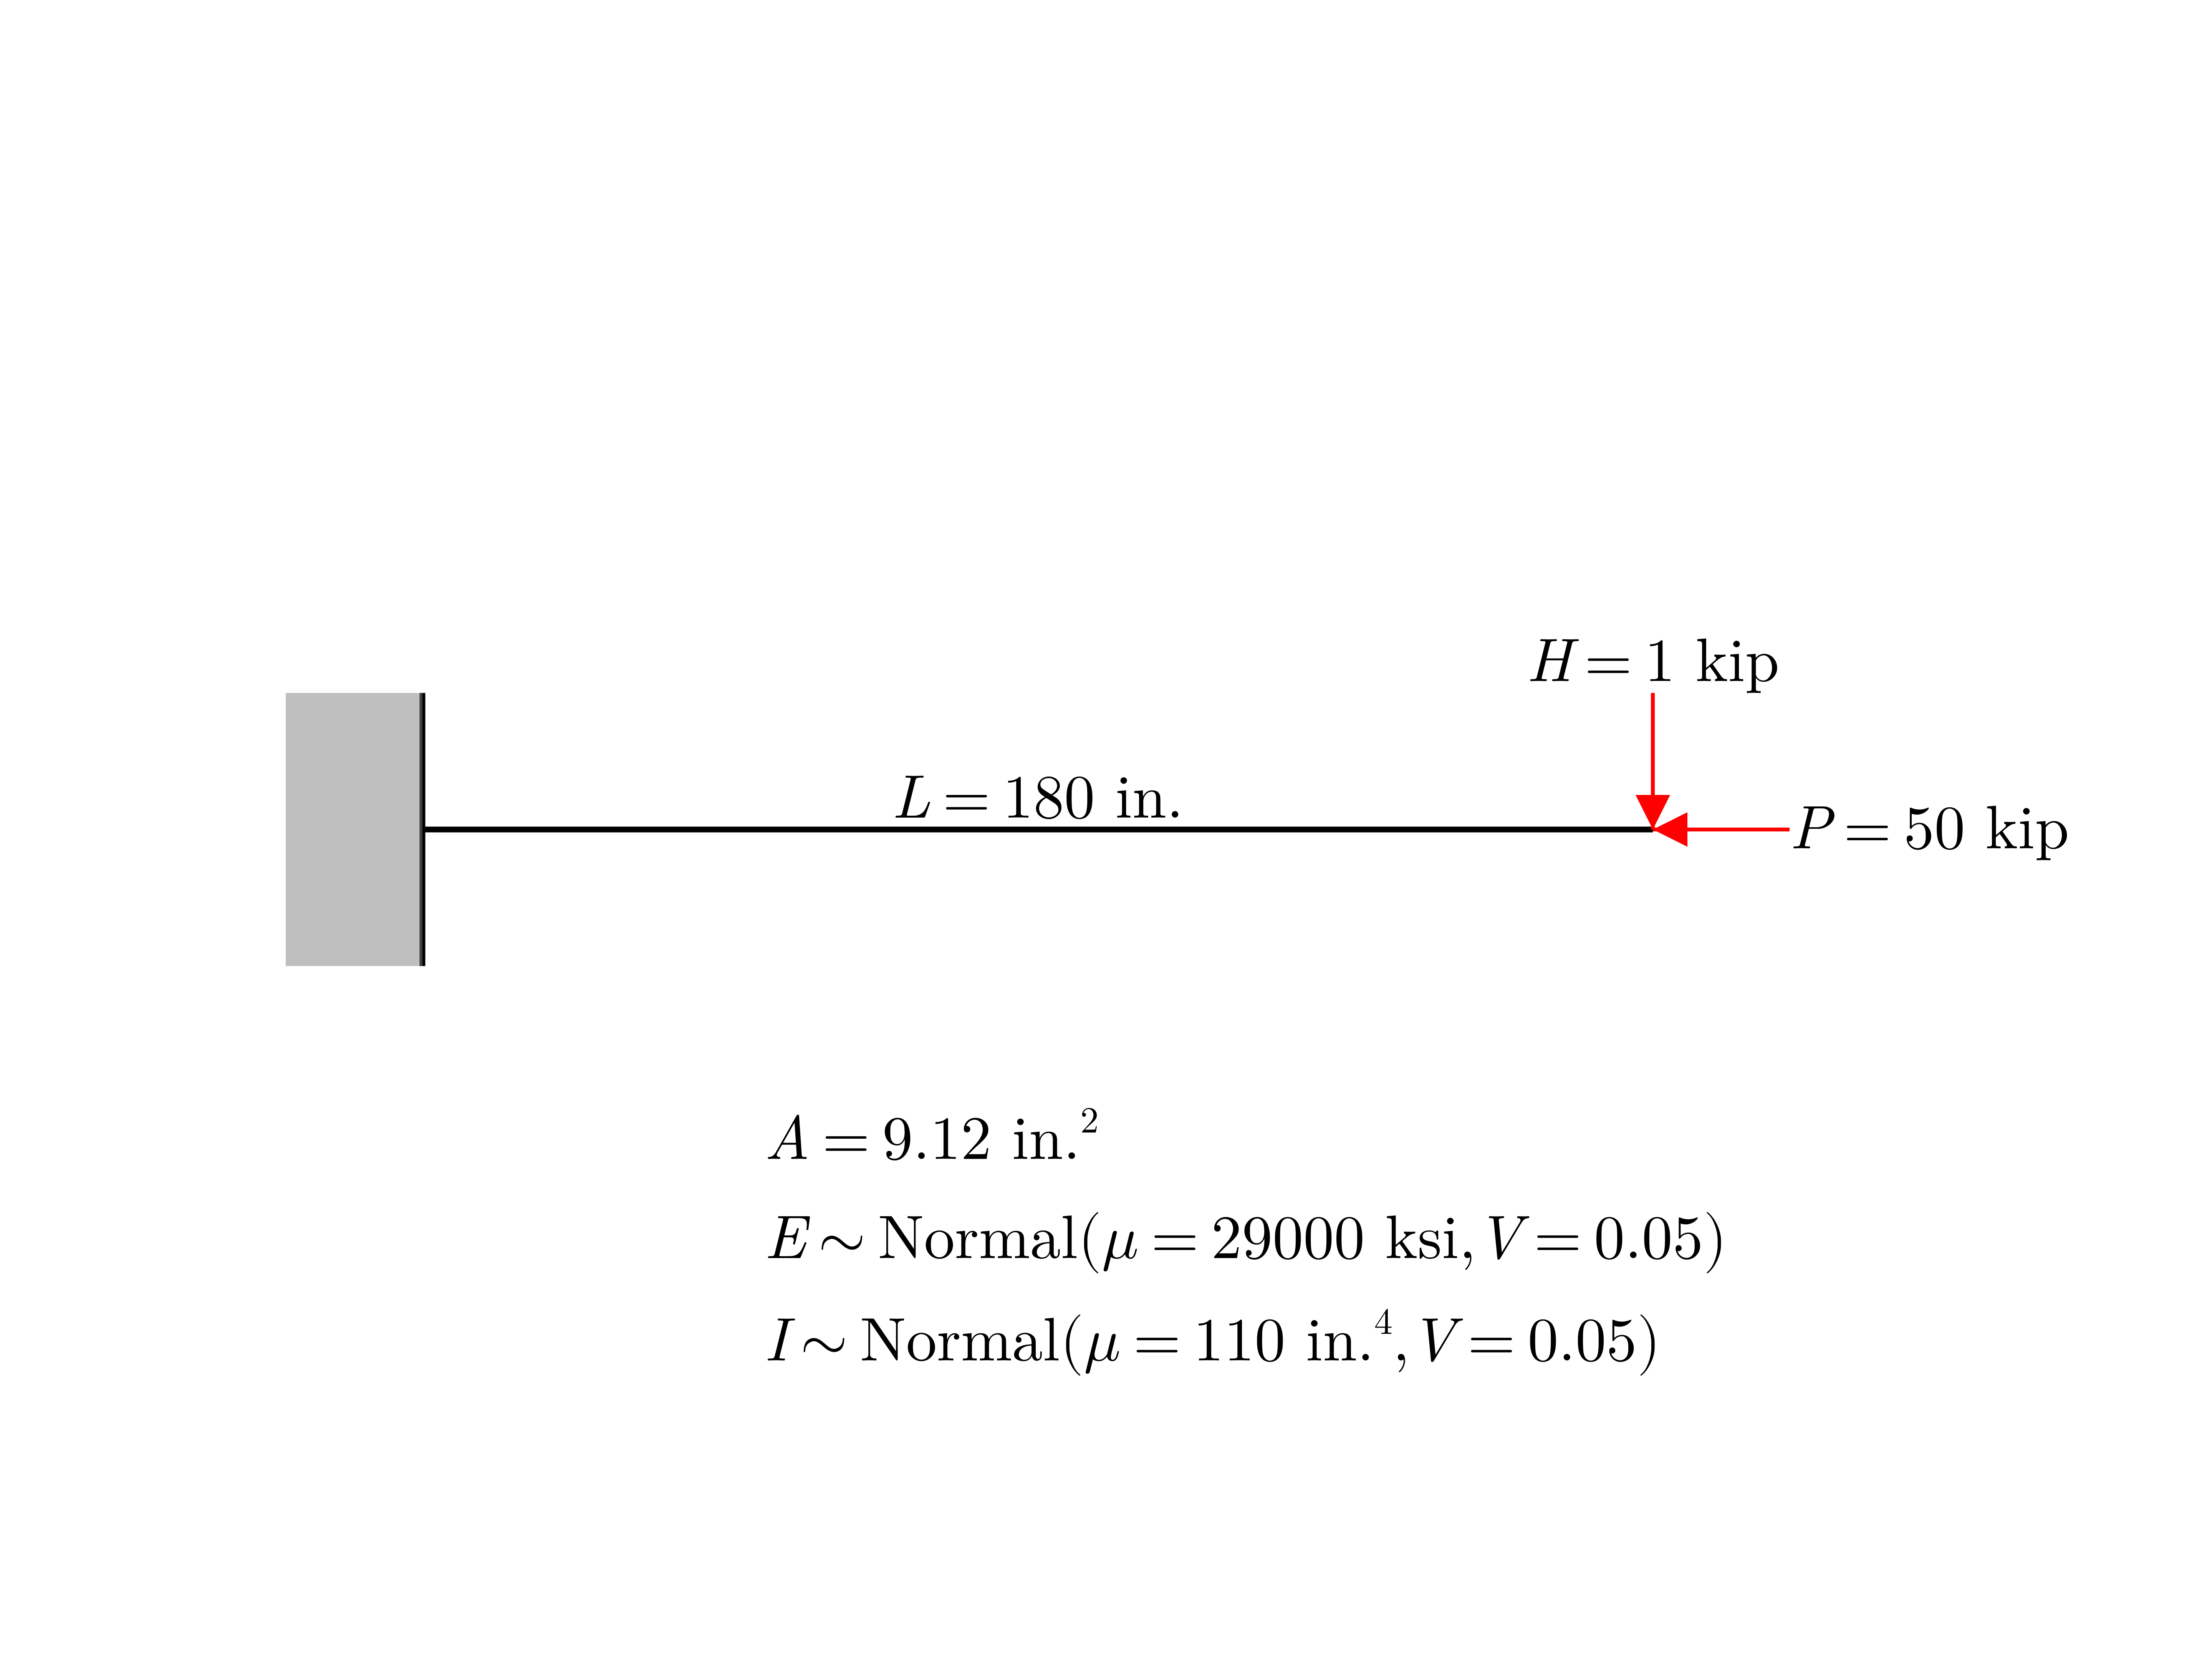 H = 1 kip
L = 180 in.
P = 50 kip
A = 9.12 in.²
E ~ Normal(μ = 29000 ksi, V = 0.05)
I ~ Normal(μ = 110 in.⁴, V = 0.05)